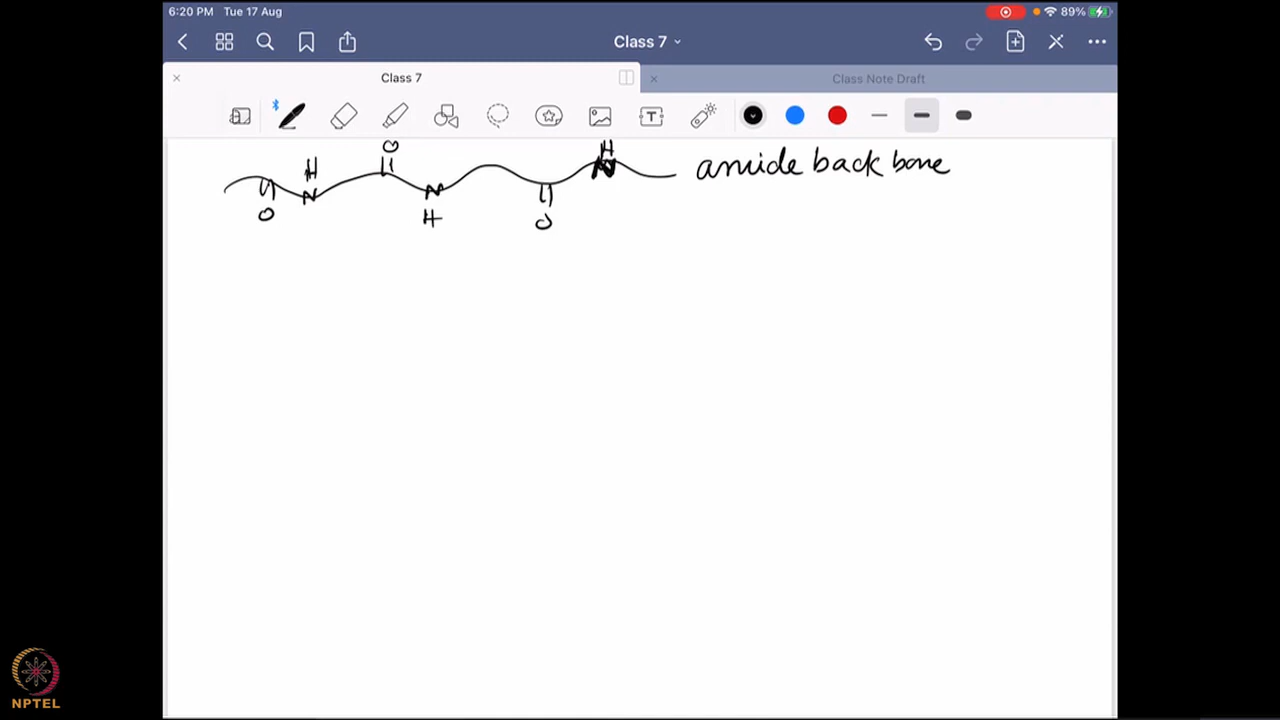 6:20 PM Tue 17 Aug
89%
Class 7
Class 7
Class Note Draft
T
O
H
H
N
N
N
amide back bone
O
H
O
NPTEL